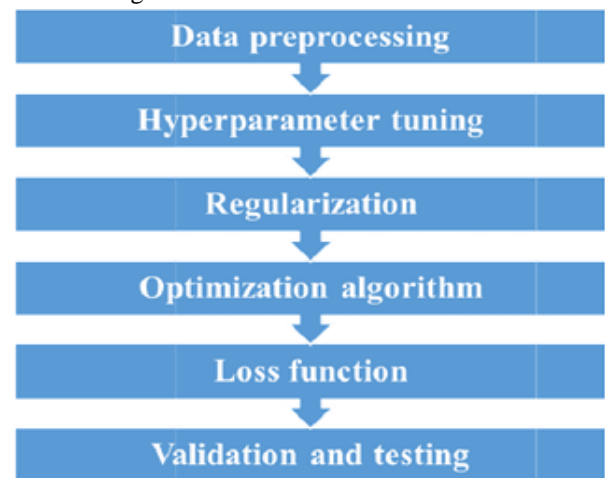 Data preprocessing
Hyperparameter tuning
Regularization
Optimization algorithm
Loss function
Validation and testing